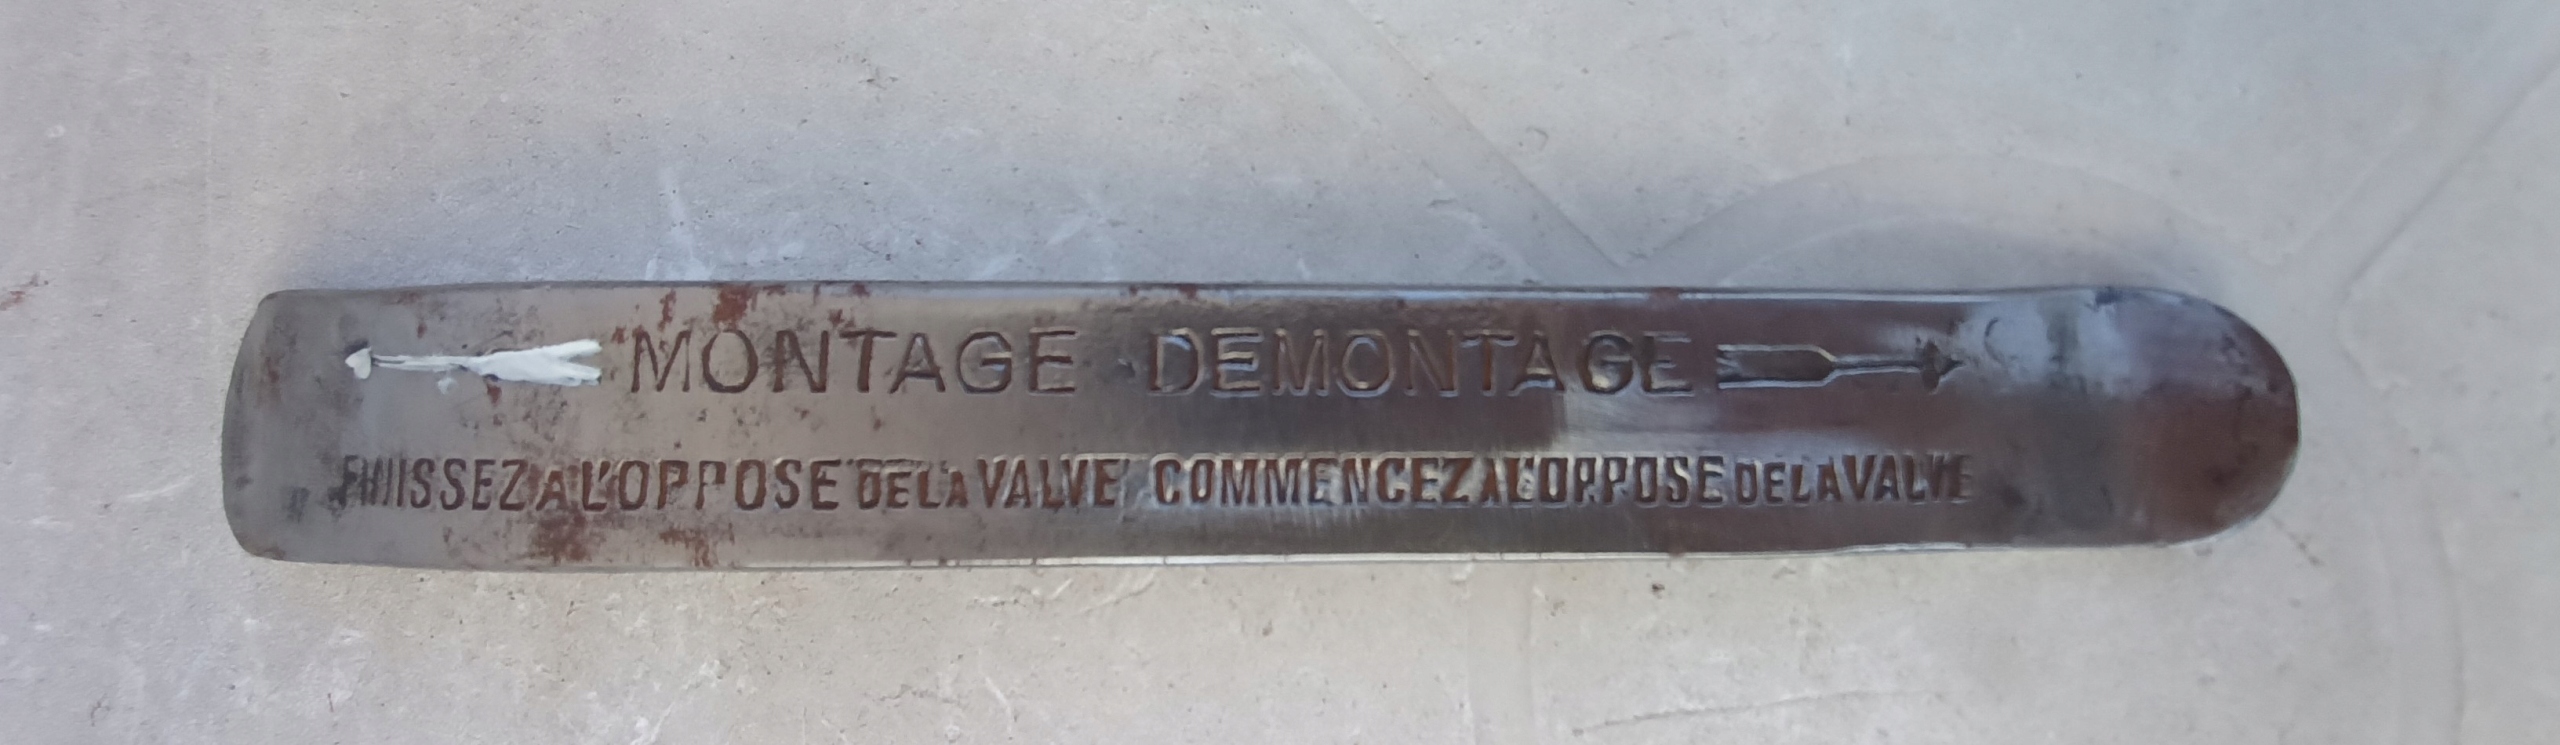 MONTAGE DEMONTAGE
FINISSEZ A L'OPPOSE DE LA VALVE COMMENCEZ A L'OPPOSE DE LA VALVE